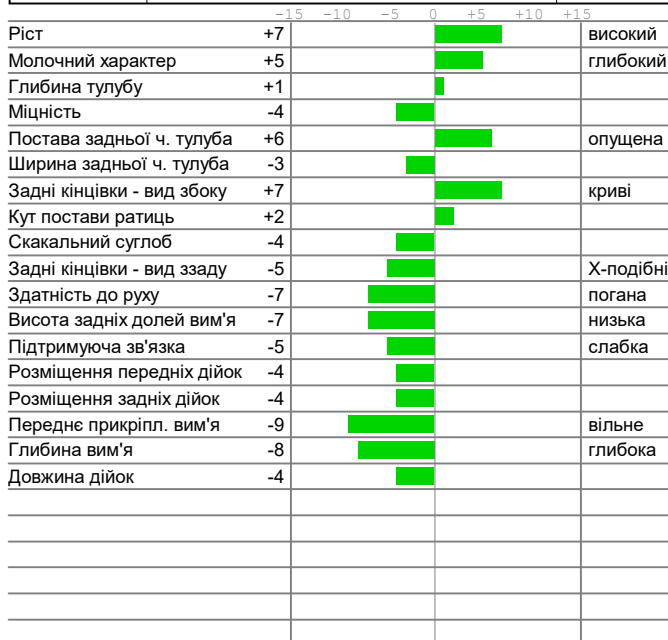 -15 -10 -5 0 +5 +10 +15
Ріст +7 високий
Молочний характер +5 глибокий
Глибина тулубу +1
Міцність -4
Постава задньої ч. тулуба +6 опущена
Ширина задньої ч. тулуба -3
Задні кінцівки - вид збоку +7 криві
Кут постави ратиць +2
Скакальний суглоб -4
Задні кінцівки - вид ззаду -5 Х-подібні
Здатність до руху -7 погана
Висота задніх долей вим'я -7 низька
Підтримуюча зв'язка -5 слабка
Розміщення передніх дійок -4
Розміщення задніх дійок -4
Переднє прикріпл. вим'я -9 вільне
Глибина вим'я -8 глибока
Довжина дійок -4